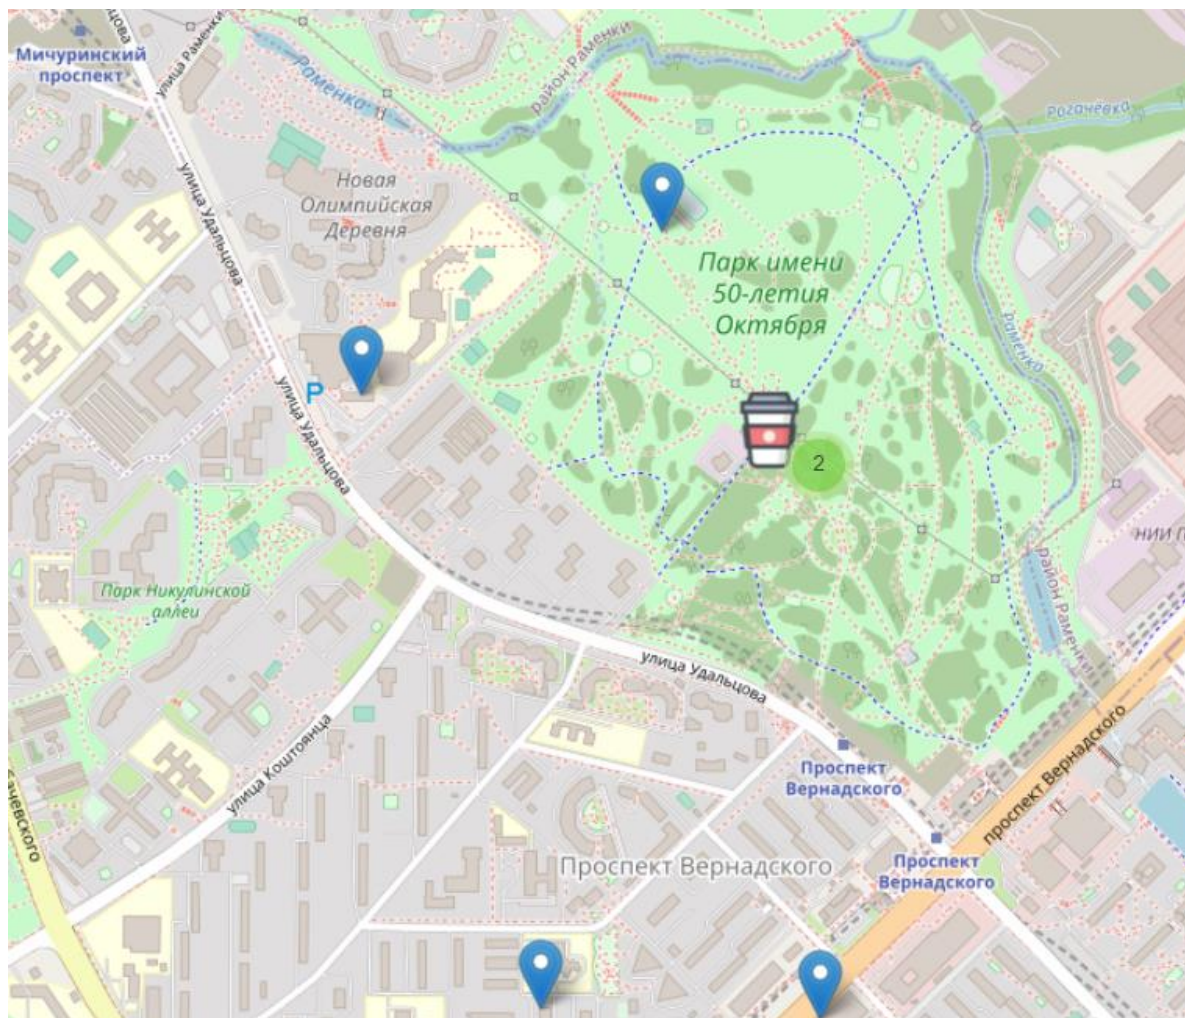 Мичуринский
проспект
цова
улица Раменки
Раменка
район Раменки
Рогачёвка
улица Удальцова
Новая
Олимпийская
Деревня
Парк имени
50-летия
Октября
Раменка
P
улица Удальцова
2
НИИ П
Парк Никулинской
аллеи
район Раменки
улица Удальцова
улица Коштоянца
Проспект
Вернадского
проспект Вернадского
ачевского
Проспект Вернадского
Проспект
Вернадского